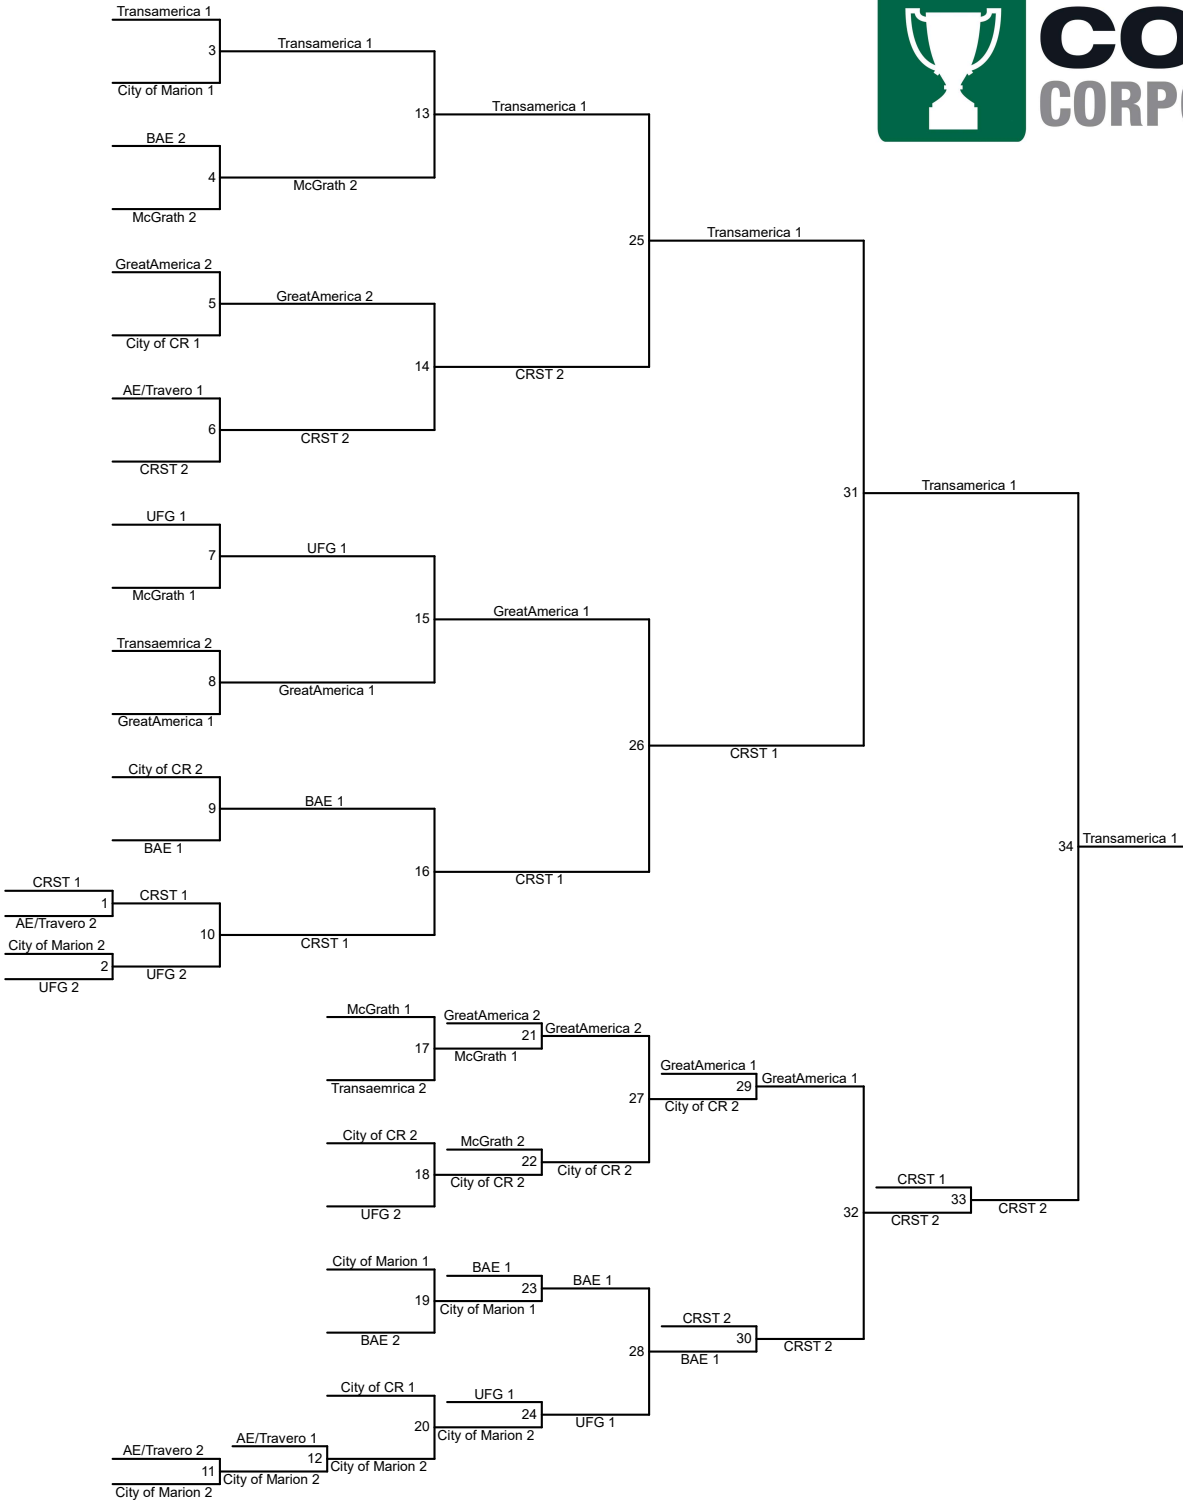 Transamerica 1
3
City of Marion 1
Transamerica 1
13
Transamerica 1
BAE 2
4
McGrath 2
McGrath 2
25
Transamerica 1
GreatAmerica 2
5
City of CR 1
GreatAmerica 2
14
CRST 2
AE/Travero 1
6
CRST 2
CRST 2
31
Transamerica 1
UFG 1
7
McGrath 1
UFG 1
15
GreatAmerica 1
Transaemrica 2
8
GreatAmerica 1
GreatAmerica 1
26
CRST 1
City of CR 2
9
BAE 1
BAE 1
16
CRST 1
34
Transamerica 1
CRST 1
1
AE/Travero 2
CRST 1
10
CRST 1
City of Marion 2
2
UFG 2
UFG 2
McGrath 1
17
Transaemrica 2
GreatAmerica 2
21
McGrath 1
GreatAmerica 2
27
GreatAmerica 1
29
City of CR 2
GreatAmerica 1
City of CR 2
18
UFG 2
McGrath 2
22
City of CR 2
City of CR 2
32
CRST 1
33
CRST 2
CRST 2
City of Marion 1
19
BAE 2
BAE 1
23
City of Marion 1
BAE 1
28
CRST 2
30
BAE 1
CRST 2
City of CR 1
20
UFG 1
24
City of Marion 2
UFG 1
AE/Travero 1
12
City of Marion 2
City of Marion 2
AE/Travero 2
11
City of Marion 2